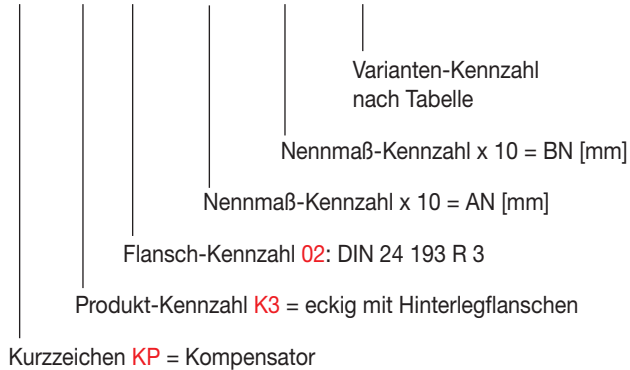 Varianten-Kennzahl
nach Tabelle
Nennmaß-Kennzahl x 10 = BN [mm]
Nennmaß-Kennzahl x 10 = AN [mm]
Flansch-Kennzahl 02: DIN 24 193 R 3
Produkt-Kennzahl K3 = eckig mit Hinterlegflanschen
Kurzzeichen KP = Kompensator